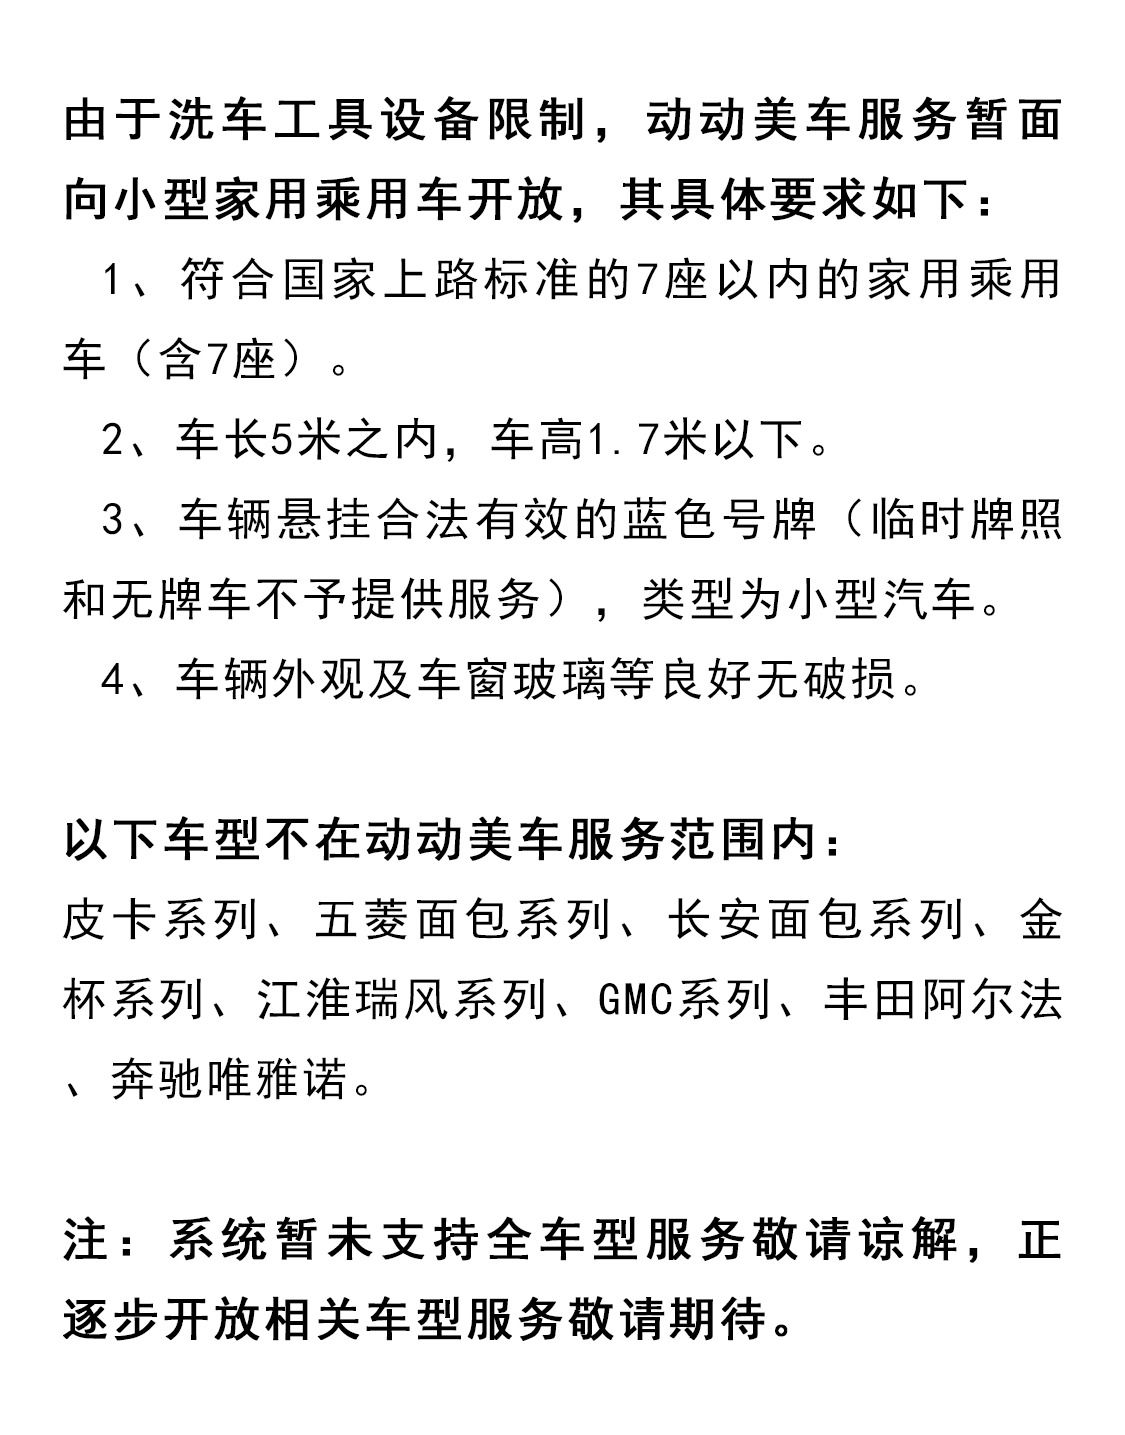 由于洗车工具设备限制，动动美车服务暂面
向小型家用乘用车开放，其具体要求如下：
1、符合国家上路标准的7座以内的家用乘用
车（含7座）。
2、车长5米之内，车高1.7米以下。
3、车辆悬挂合法有效的蓝色号牌（临时牌照
和无牌车不予提供服务），类型为小型汽车。
4、车辆外观及车窗玻璃等良好无破损。
以下车型不在动动美车服务范围内：
皮卡系列、五菱面包系列、长安面包系列、金
杯系列、江淮瑞风系列、GMC系列、丰田阿尔法
、奔驰唯雅诺。
注：系统暂未支持全车型服务敬请谅解，正
逐步开放相关车型服务敬请期待。